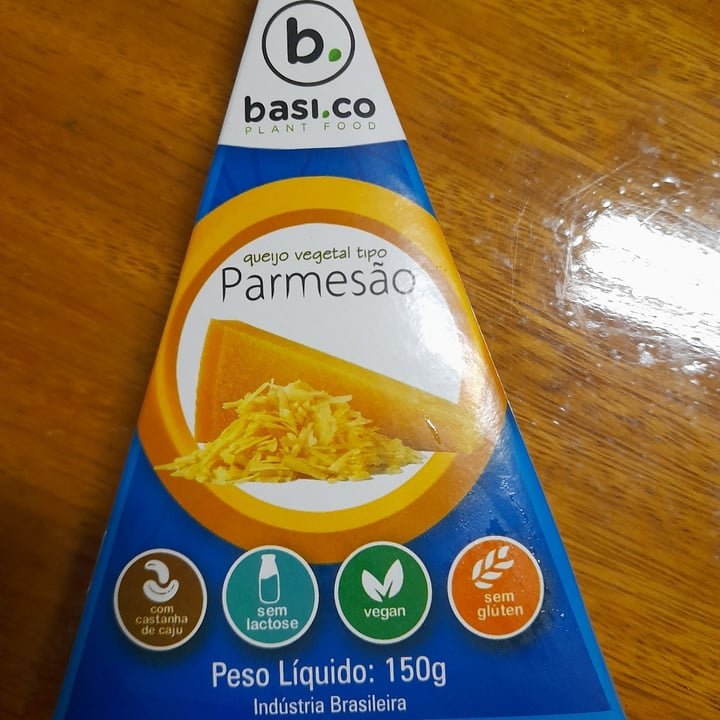 b.
basi.co
PLANT FOOD
queijo vegetal tipo
Parmesão
com
castanha
de caju
sem
lactose
vegan
sem
glúten
Peso Líquido: 150g
Indústria Brasileira